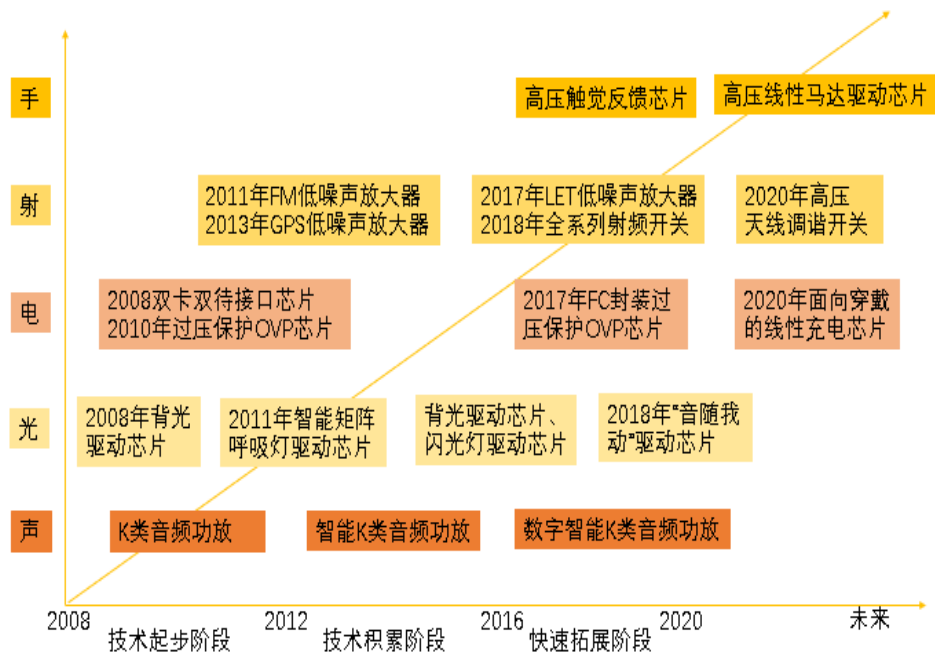 手
高压触觉反馈芯片
高压线性马达驱动芯片
射
2011年FM低噪声放大器
2013年GPS低噪声放大器
2017年LET低噪声放大器
2018年全系列射频开关
2020年高压
天线调谐开关
电
2008双卡双待接口芯片
2010年过压保护OVP芯片
2017年FC封装过
压保护OVP芯片
2020年面向穿戴
的线性充电芯片
光
2008年背光
驱动芯片
2011年智能矩阵
呼吸灯驱动芯片
背光驱动芯片、
闪光灯驱动芯片
2018年“音随我
动”驱动芯片
声
K类音频功放
智能K类音频功放
数字智能K类音频功放
2008
技术起步阶段
2012
技术积累阶段
2016
快速拓展阶段
2020
未来